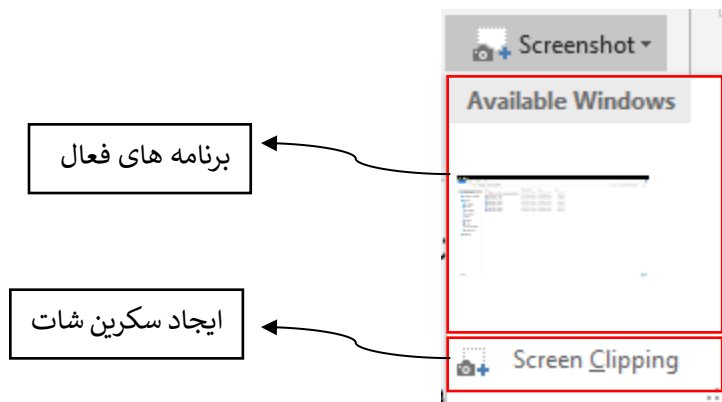 Screenshot
Available Windows
برنامه های فعال
ایجاد سکرین شات
Screen Clipping